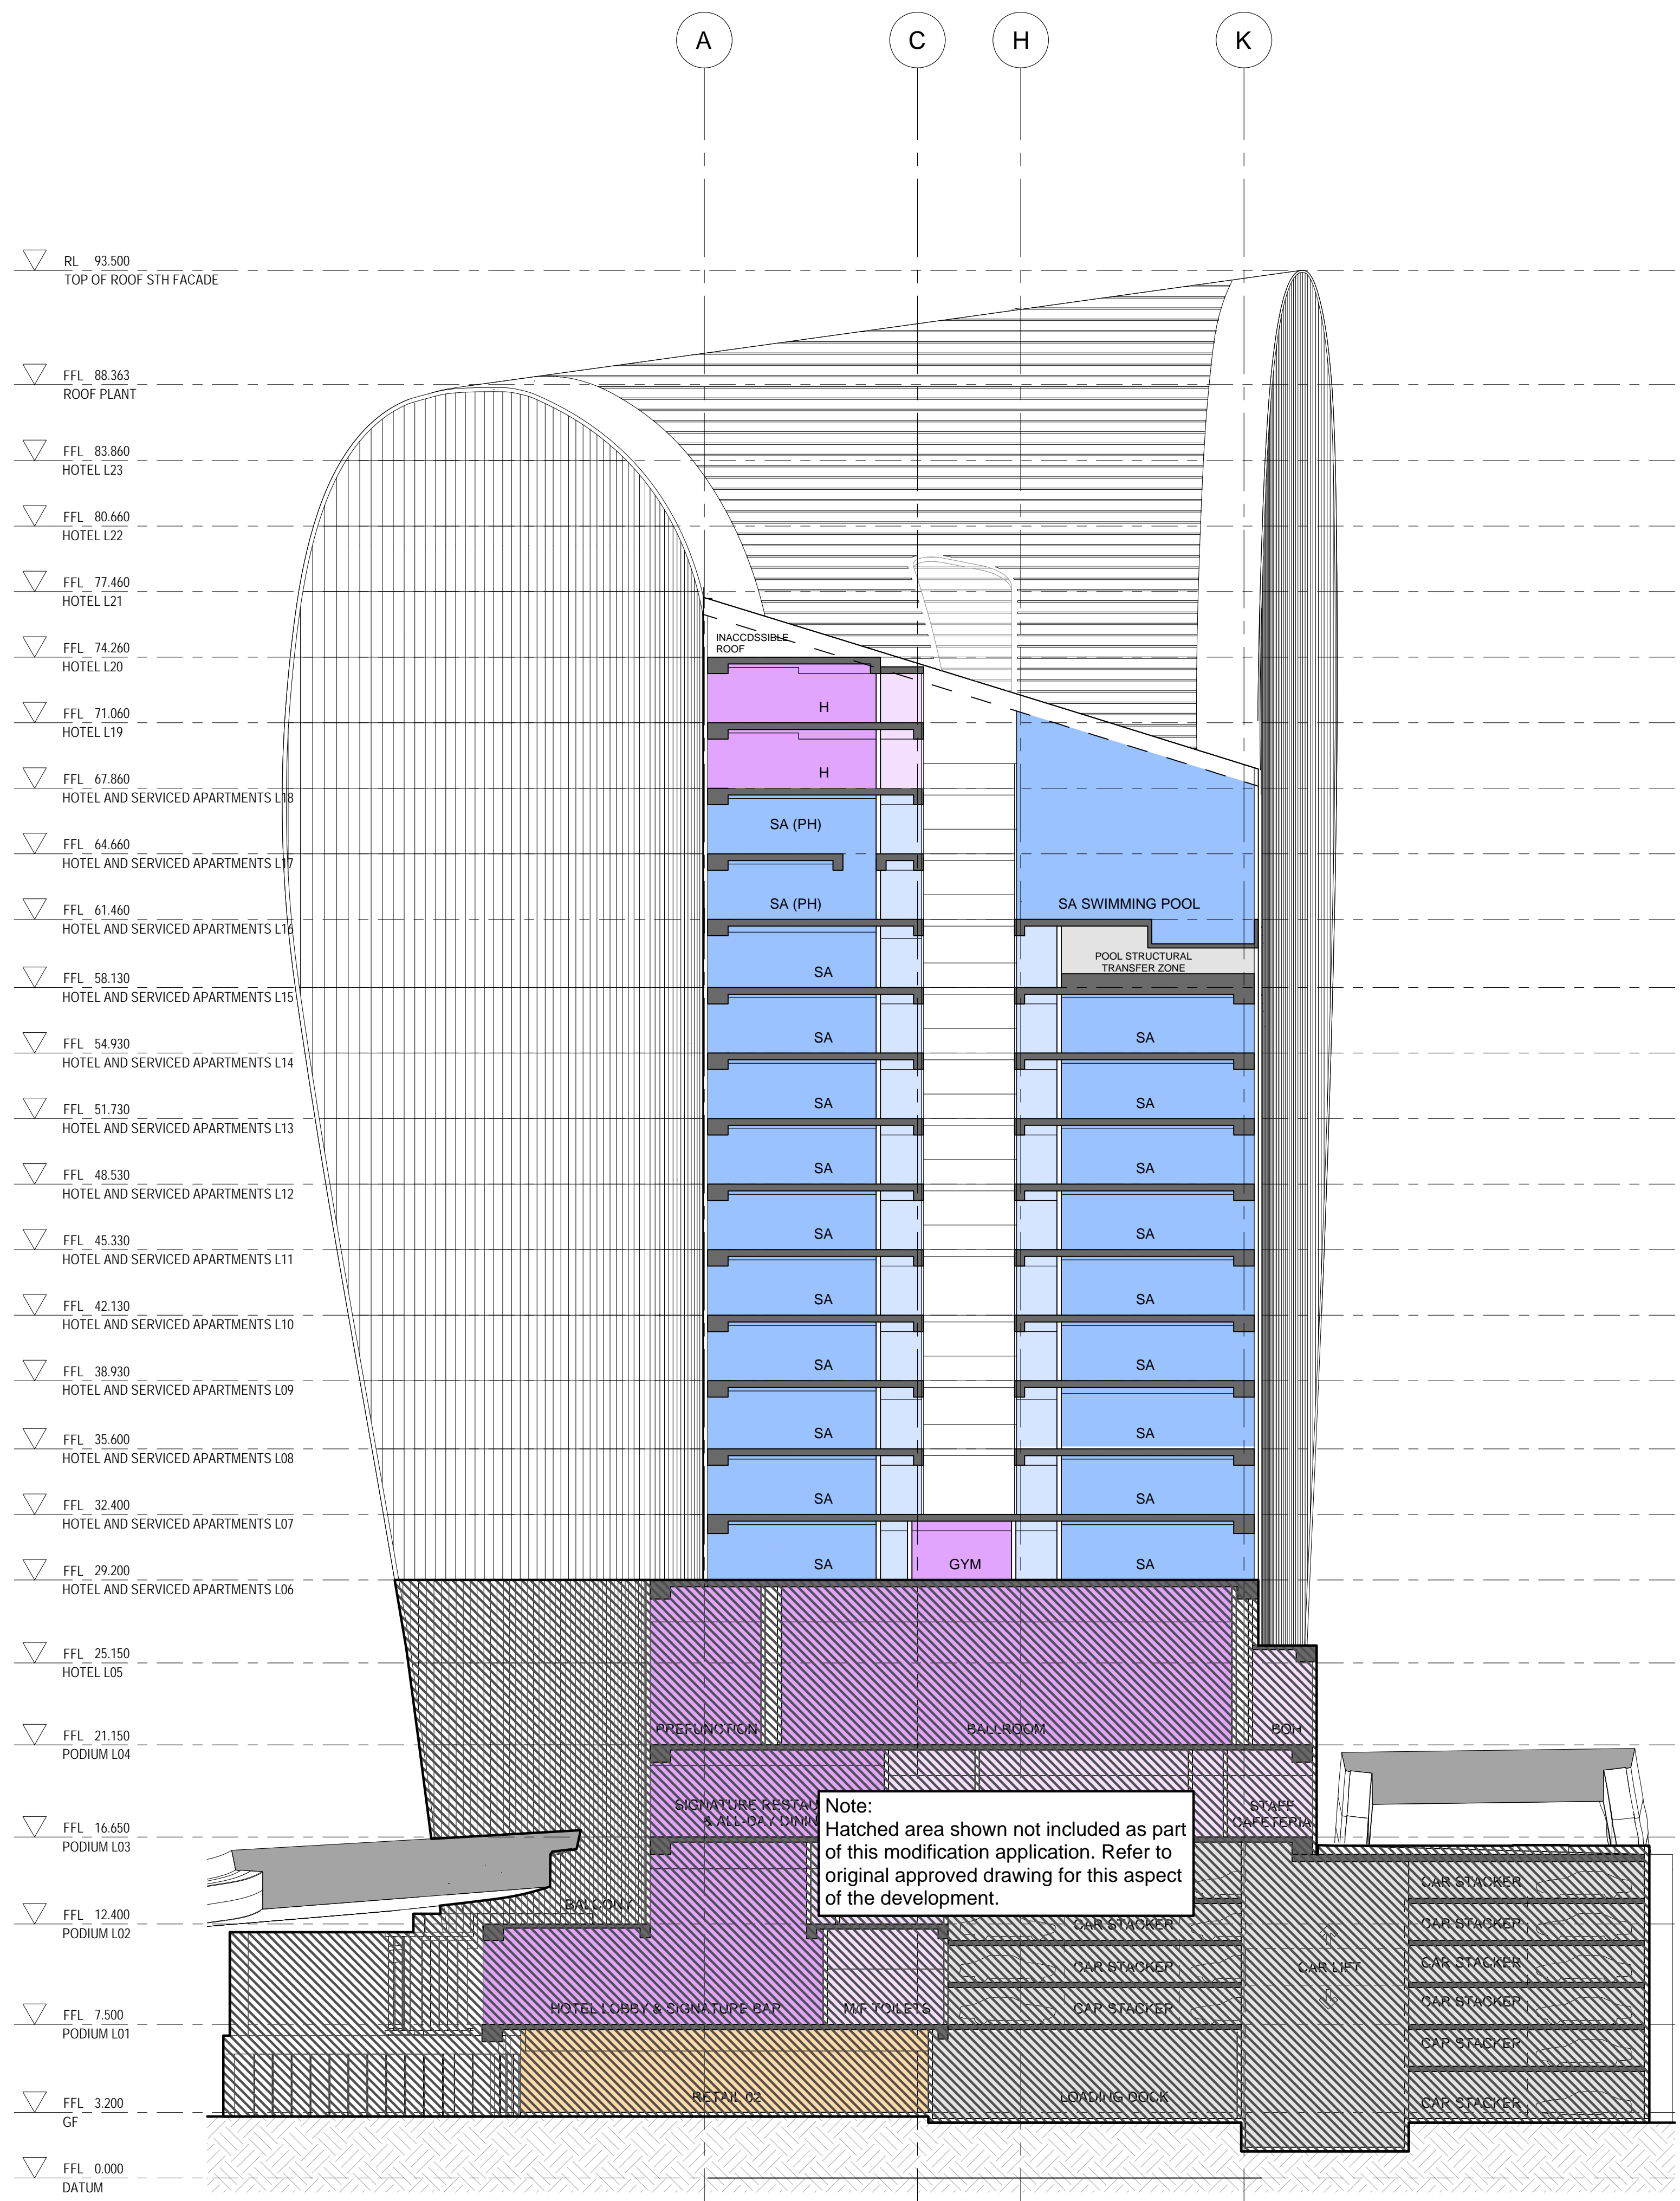 A C H K
RL 93.500
TOP OF ROOF STH FACADE
FFL 88.363
ROOF PLANT
FFL 83.860
HOTEL L23
FFL 80.660
HOTEL L22
FFL 77.460
HOTEL L21
INACCDSSIBLE
ROOF
FFL 74.260
HOTEL L20
H
FFL 71.060
HOTEL L19
H
FFL 67.860
HOTEL AND SERVICED APARTMENTS L18
SA (PH)
FFL 64.660
HOTEL AND SERVICED APARTMENTS L17
SA (PH) SA SWIMMING POOL
FFL 61.460
HOTEL AND SERVICED APARTMENTS L16
POOL STRUCTURAL
TRANSFER ZONE
SA
FFL 58.130
HOTEL AND SERVICED APARTMENTS L15
SA SA
FFL 54.930
HOTEL AND SERVICED APARTMENTS L14
SA SA
FFL 51.730
HOTEL AND SERVICED APARTMENTS L13
SA SA
FFL 48.530
HOTEL AND SERVICED APARTMENTS L12
SA SA
FFL 45.330
HOTEL AND SERVICED APARTMENTS L11
SA SA
FFL 42.130
HOTEL AND SERVICED APARTMENTS L10
SA SA
FFL 38.930
HOTEL AND SERVICED APARTMENTS L09
SA SA
FFL 35.600
HOTEL AND SERVICED APARTMENTS L08
SA SA
FFL 32.400
HOTEL AND SERVICED APARTMENTS L07
SA GYM SA
FFL 29.200
HOTEL AND SERVICED APARTMENTS L06
FFL 25.150
HOTEL L05
PREFUNCTION BALLROOM BOH
FFL 21.150
PODIUM L04
SIGNATURE RESTAU
& ALL-DAY DININ
STAFF
CAFETERIA
Note:
Hatched area shown not included as part
of this modification application. Refer to
original approved drawing for this aspect
of the development.
FFL 16.650
PODIUM L03
CAR STACKER
BALCONY
FFL 12.400
PODIUM L02
CAR STACKER CAR STACKER
CAR STACKER CAR LIFT CAR STACKER
HOTEL LOBBY & SIGNATURE BAR M/F TOILETS CAR STACKER CAR STACKER
FFL 7.500
PODIUM L01
CAR STACKER
RETAIL 02 LOADING DOCK CAR STACKER
FFL 3.200
GF
FFL 0.000
DATUM